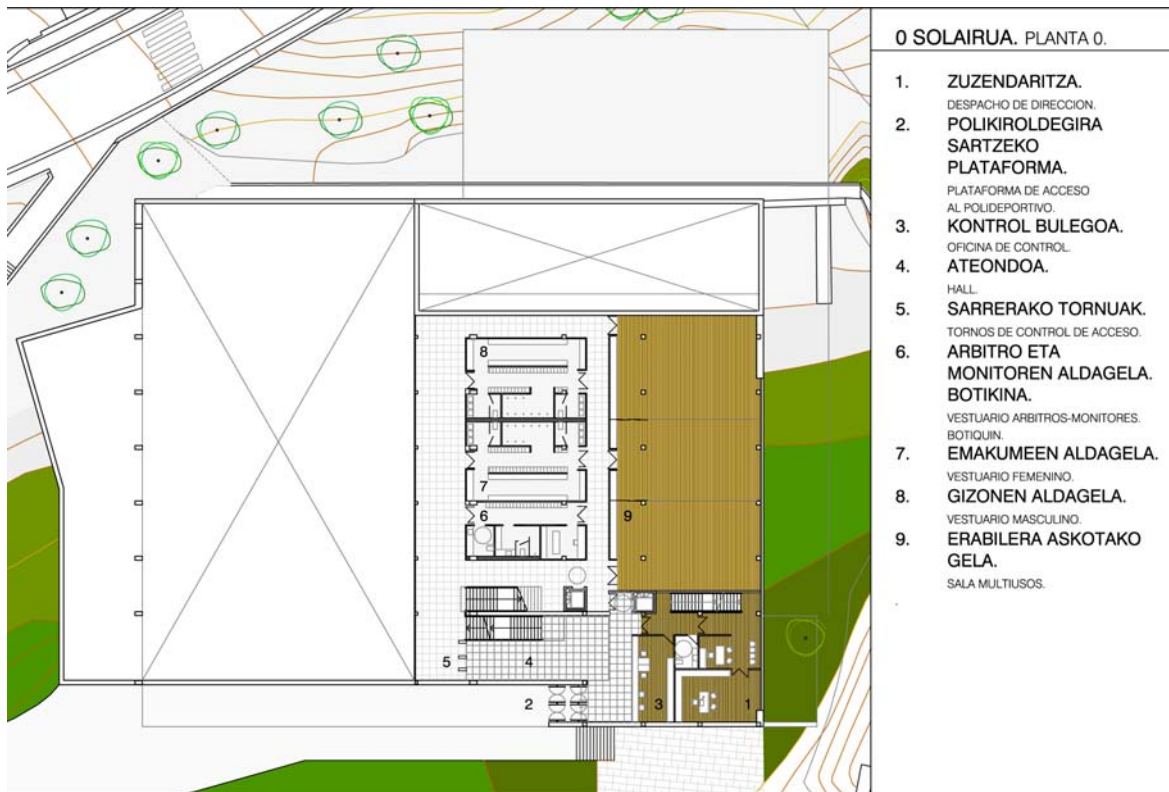 0 SOLAIRUA. PLANTA 0.
1. ZUZENDARITZA.
DESPACHO DE DIRECCION.
2. POLIKIROLDEGIRA
SARTZEKO
PLATAFORMA.
PLATAFORMA DE ACCESO
AL POLIDEPORTIVO.
3. KONTROL BULEGOA.
OFICINA DE CONTROL.
4. ATEONDOA.
HALL.
5. SARRERAKO TORNUAK.
TORNOS DE CONTROL DE ACCESO.
6. ARBITRO ETA
MONITOREN ALDAGELA.
BOTIKINA.
VESTUARIO ARBITROS-MONITORES.
BOTIQUIN.
7. EMAKUMEEN ALDAGELA.
VESTUARIO FEMENINO.
8. GIZONEN ALDAGELA.
VESTUARIO MASCULINO.
9. ERABILERA ASKOTAKO
GELA.
SALA MULTIUSOS.
8
7
6
9
5
4
2
3
1